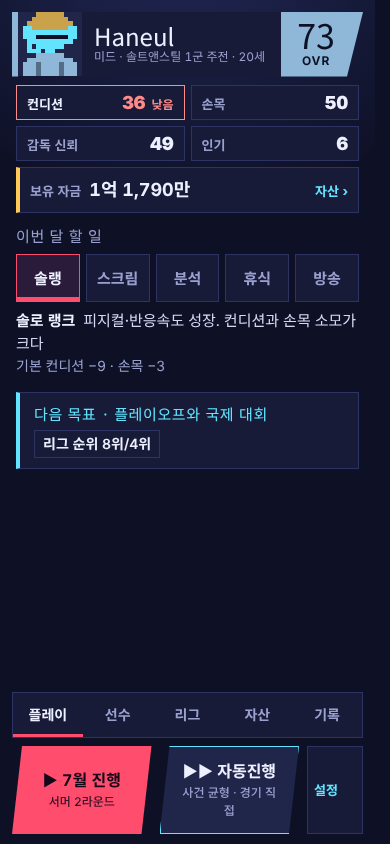 Haneul
미드 · 솔트앤스틸 1군 주전 · 20세
73
OVR
컨디션 36 낮음
손목 50
감독 신뢰 49
인기 6
보유 자금 1억 1,790만 자산 ›
이번 달 할 일
솔랭 스크림 분석 휴식 방송
솔로 랭크 피지컬·반응속도 성장. 컨디션과 손목 소모가
크다
기본 컨디션 −9 · 손목 −3
다음 목표 · 플레이오프와 국제 대회
리그 순위 8위/4위
플레이 선수 리그 자산 기록
▶ 7월 진행
서머 2라운드
▶▶ 자동진행
사건 균형 · 경기 직
접
설정